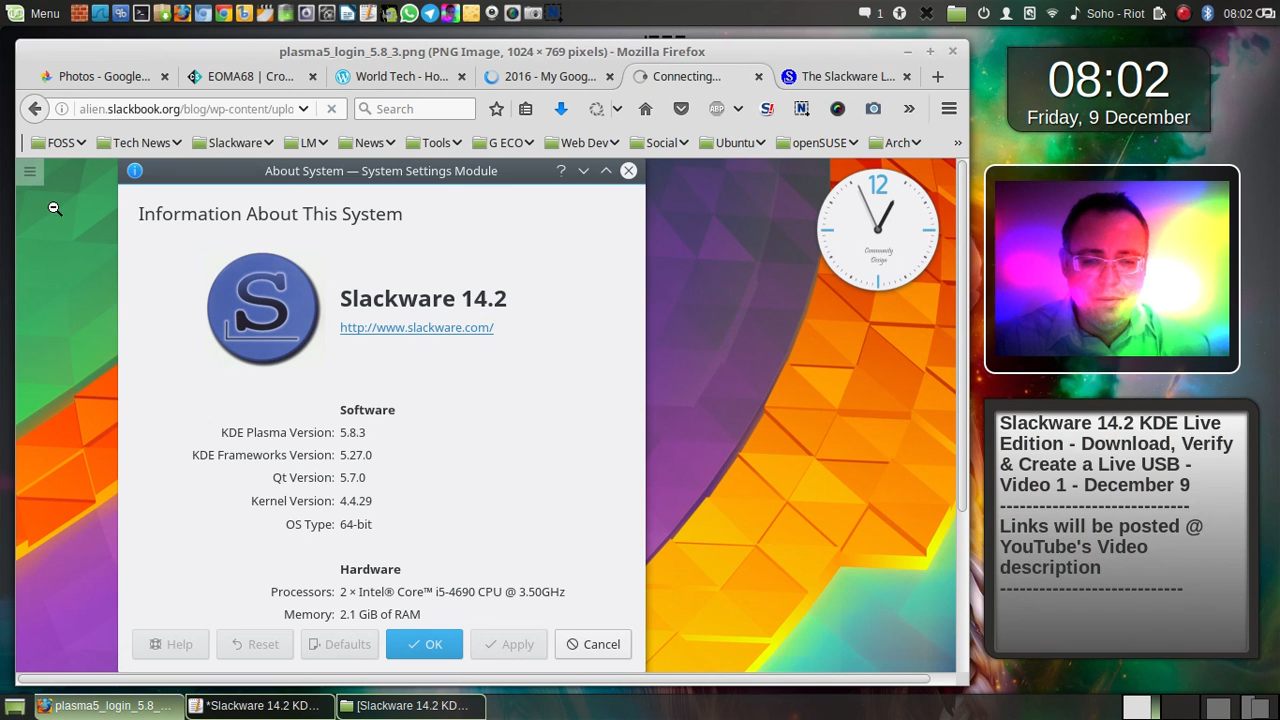 Menu
1
Soho - Riot
08:02
plasma5_login_5.8_3.png (PNG Image, 1024 × 769 pixels) - Mozilla Firefox
Photos - Google...
EOMA68 | Cro...
World Tech - Ho...
2016 - My Goog...
Connecting...
The Slackware L...
alien.slackbook.org/blog/wp-content/uplo
Search
ABP
FOSS
Tech News
Slackware
LM
News
Tools
G ECO
Web Dev
Social
Ubuntu
openSUSE
Arch
About System — System Settings Module
Information About This System
Slackware 14.2
http://www.slackware.com/
Software
KDE Plasma Version: 5.8.3
KDE Frameworks Version: 5.27.0
Qt Version: 5.7.0
Kernel Version: 4.4.29
OS Type: 64-bit
Hardware
Processors: 2 × Intel® Core™ i5-4690 CPU @ 3.50GHz
Memory: 2.1 GiB of RAM
Help
Reset
Defaults
OK
Apply
Cancel
12
Community
Design
08:02
Friday, 9 December
Slackware 14.2 KDE Live
Edition - Download, Verify
& Create a Live USB -
Video 1 - December 9
----------------------------
Links will be posted @
YouTube's Video
description
---------------------------
plasma5_login_5.8_...
*Slackware 14.2 KD...
[Slackware 14.2 KD...